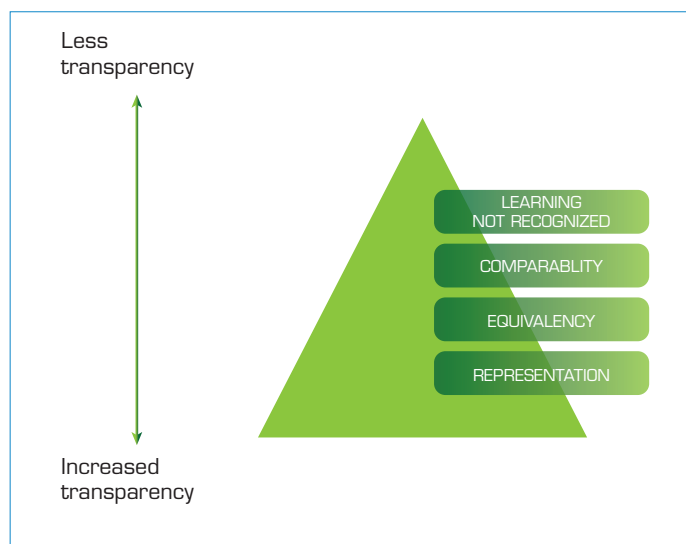 Less
transparency
LEARNING
NOT RECOGNIZED
COMPARABLITY
EQUIVALENCY
REPRESENTATION
Increased
transparency